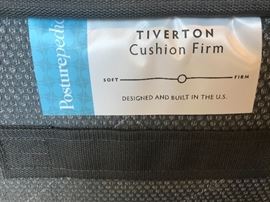 Posturepedic
TIVERTON
Cushion Firm
SOFT FIRM
DESIGNED AND BUILT IN THE U.S.